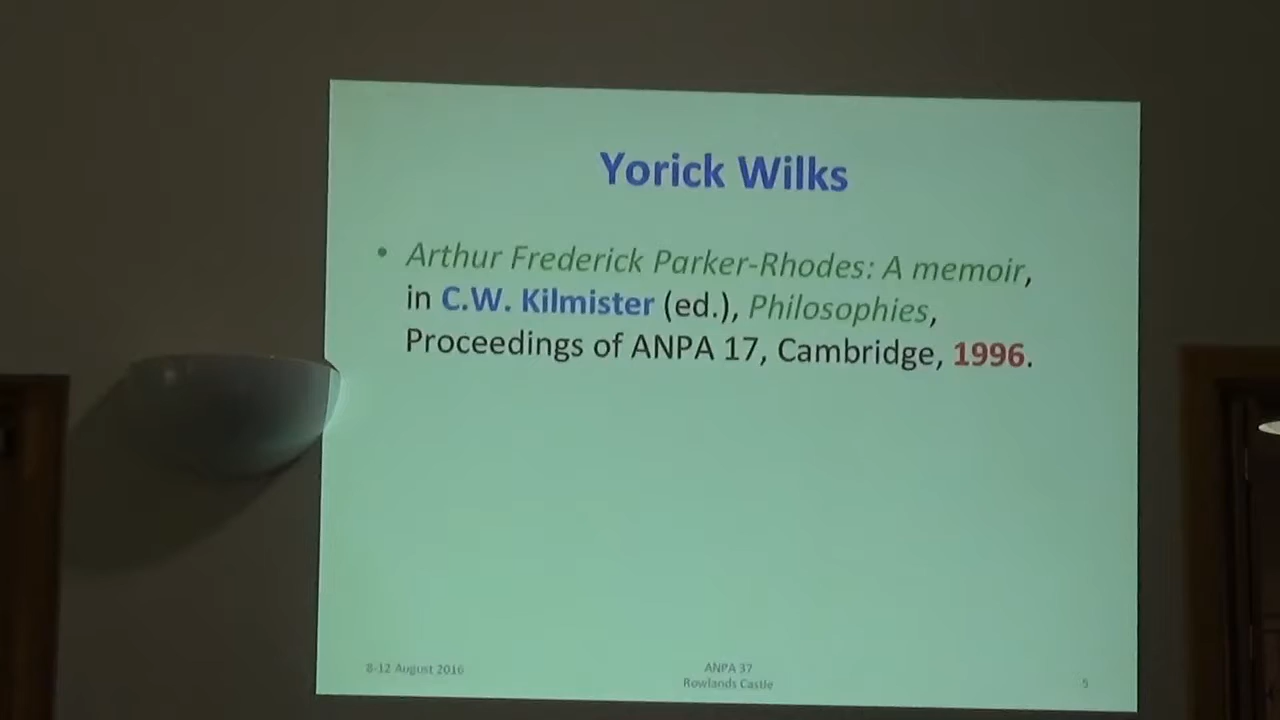 Yorick Wilks
• Arthur Frederick Parker-Rhodes: A memoir,
in C.W. Kilmister (ed.), Philosophies,
Proceedings of ANPA 17, Cambridge, 1996.
8-12 August 2016
ANPA 37
Rowlands Castle
5